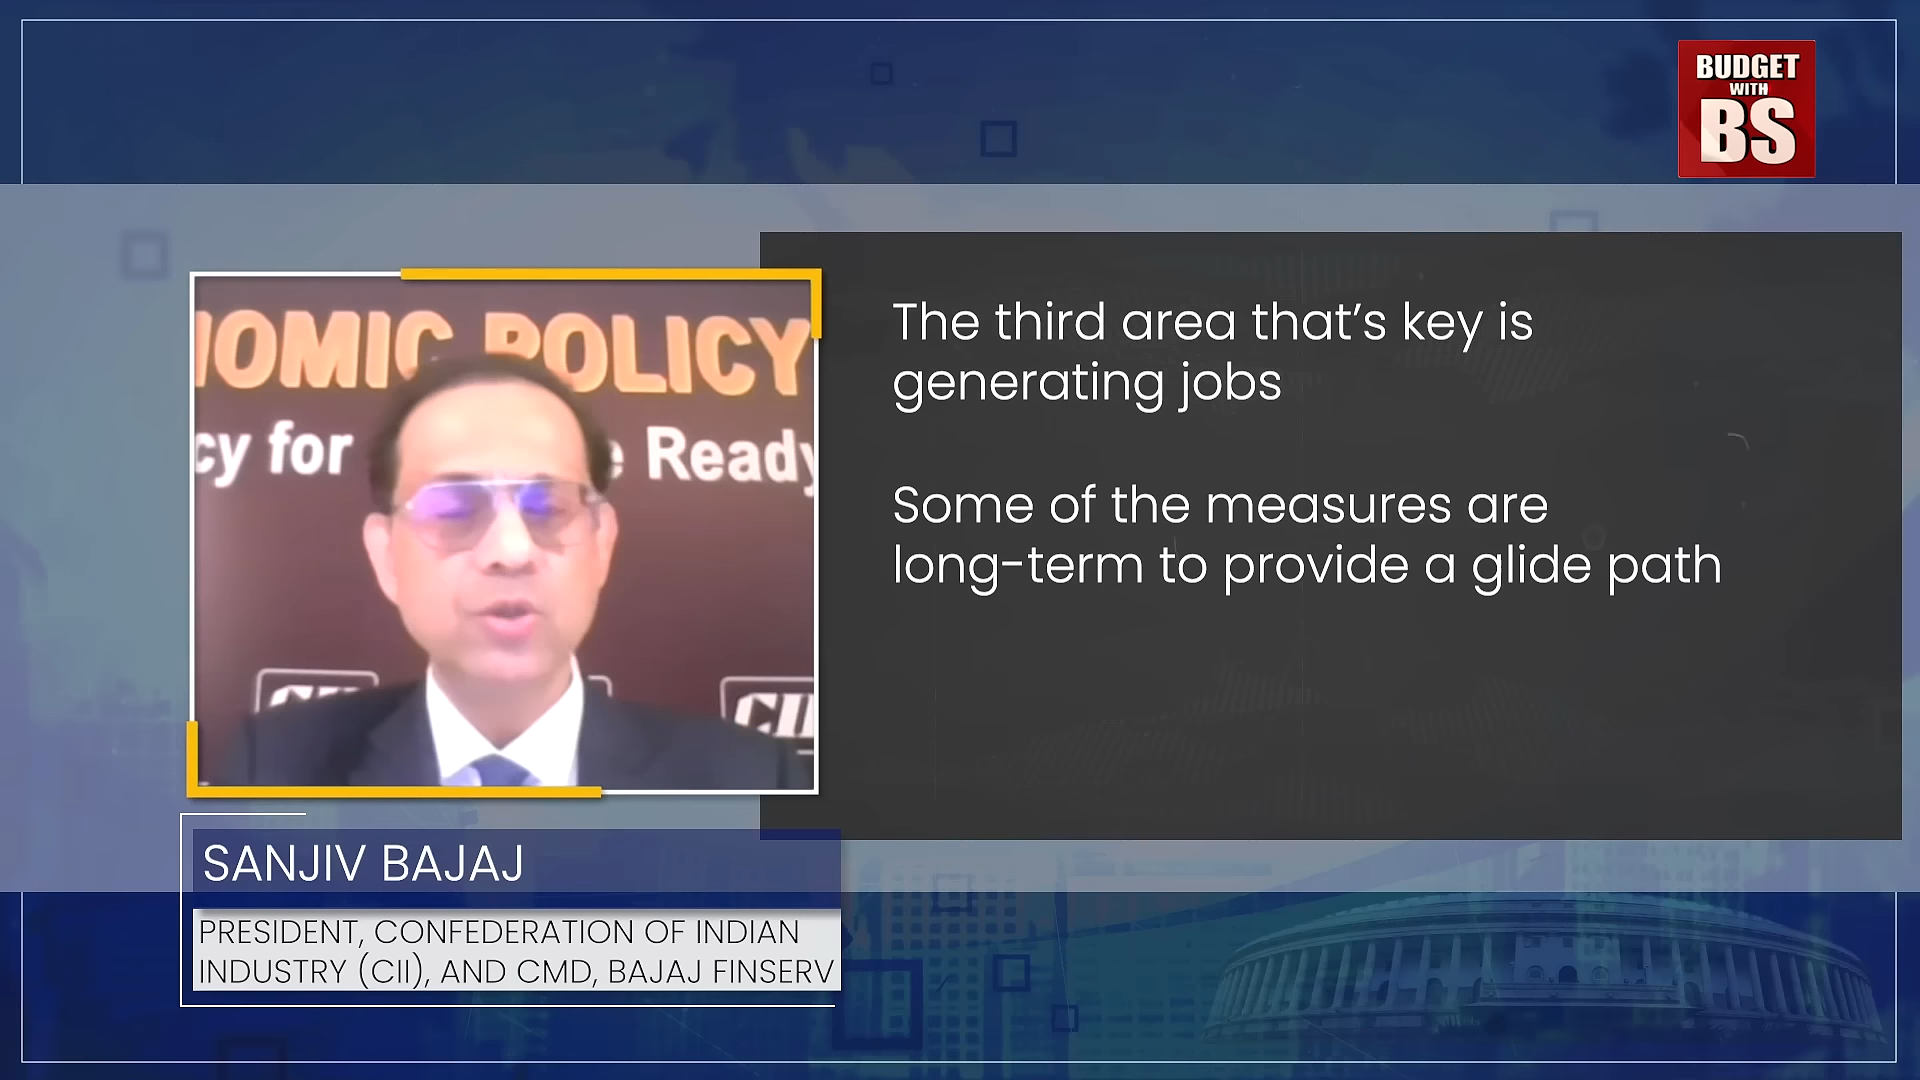 BUDGET
WITH
BS
OMIC POLICY
cy for
Ready
CII
The third area that's key is
generating jobs
Some of the measures are
long-term to provide a glide path
SANJIV BAJAJ
PRESIDENT, CONFEDERATION OF INDIAN
INDUSTRY (CII), AND CMD, BAJAJ FINSERV